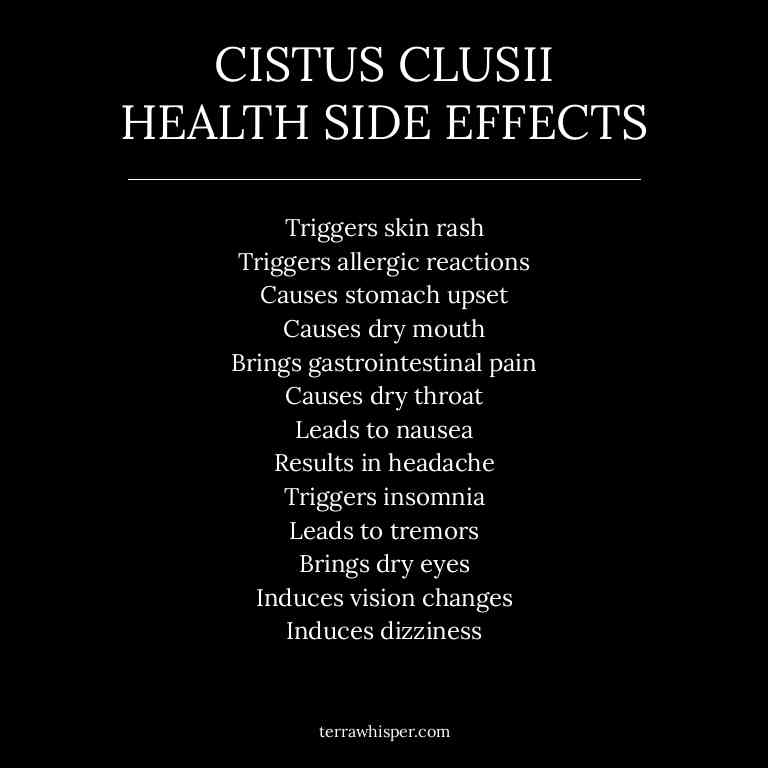 CISTUS CLUSII
HEALTH SIDE EFFECTS
Triggers skin rash
Triggers allergic reactions
Causes stomach upset
Causes dry mouth
Brings gastrointestinal pain
Causes dry throat
Leads to nausea
Results in headache
Triggers insomnia
Leads to tremors
Brings dry eyes
Induces vision changes
Induces dizziness
terrawhisper.com